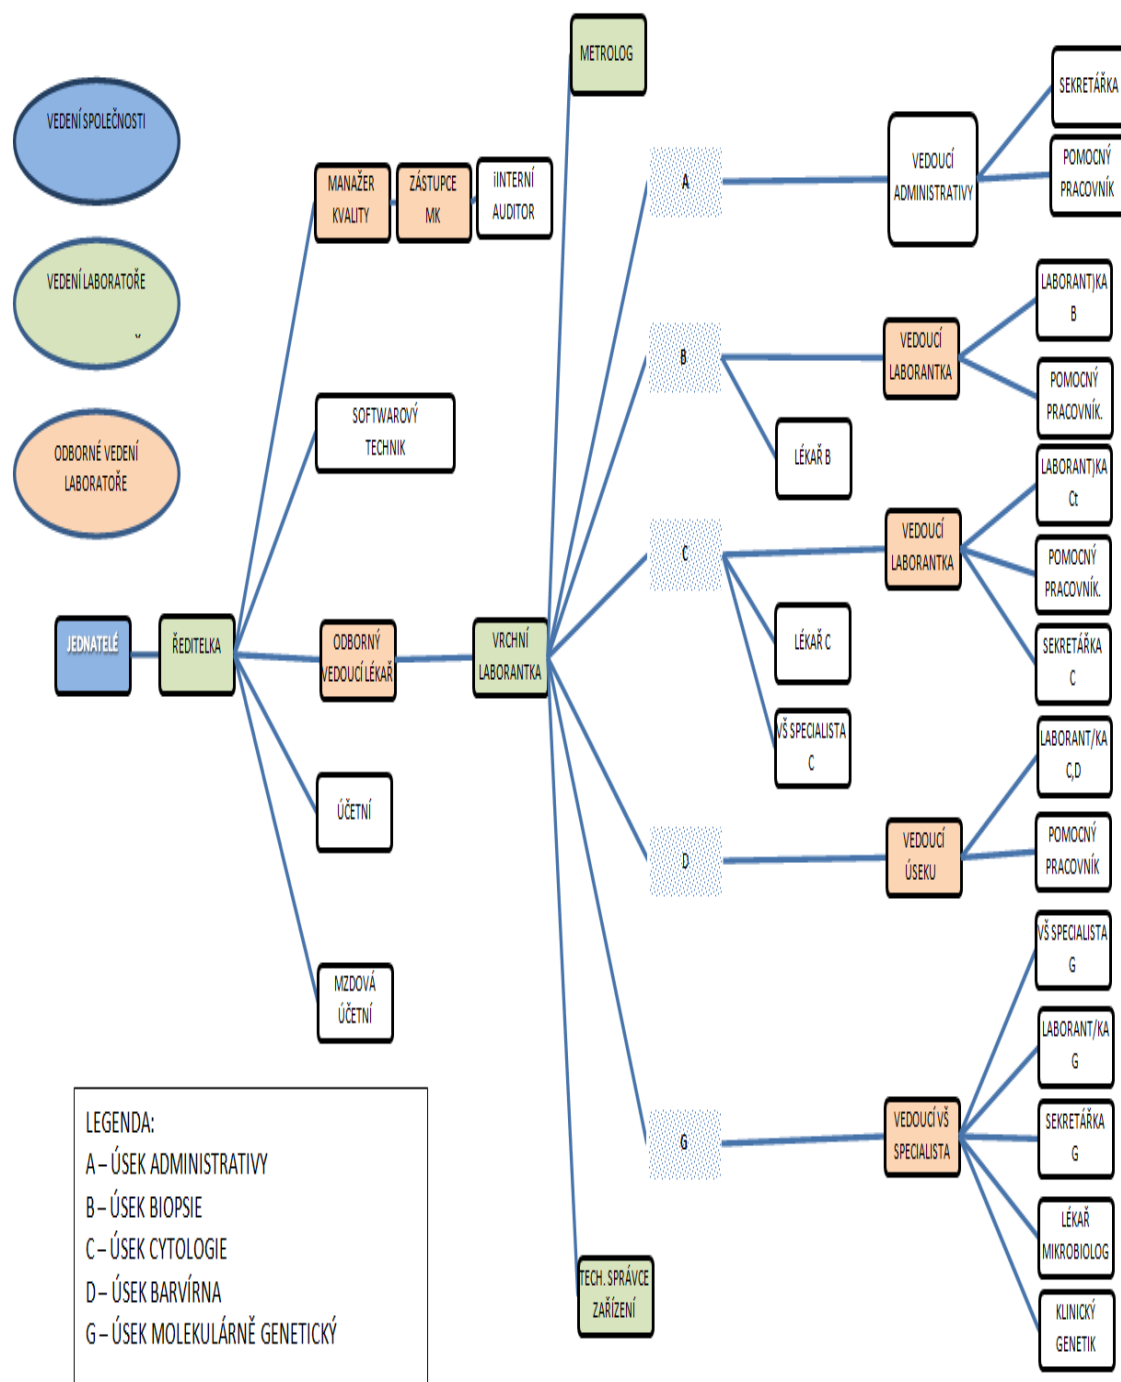 VEDENÍ SPOLEČNOSTI
VEDENÍ LABORATOŘE
ˇ
ODBORNÉ VEDENÍ
LABORATOŘE
JEDNATELÉ
ŘEDITELKA
MANAŽER
KVALITY
ZÁSTUPCE
MK
iINTERNÍ
AUDITOR
SOFTWAROVÝ
TECHNIK
ODBORNÝ
VEDOUCÍ LÉKAŘ
ÚČETNÍ
MZDOVÁ
ÚČETNÍ
VRCHNÍ
LABORANTKA
METROLOG
A
VEDOUCÍ
ADMINISTRATIVY
SEKRETÁŘKA
POMOCNÝ
PRACOVNÍK
B
LÉKAŘ B
VEDOUCÍ
LABORANTKA
LABORANT)KA
B
POMOCNÝ
PRACOVNÍK.
C
LÉKAŘ C
VŠ SPECIALISTA
C
VEDOUCÍ
LABORANTKA
LABORANT)KA
Ct
POMOCNÝ
PRACOVNÍK.
SEKRETÁŘKA
C
D
VEDOUCÍ
ÚSEKU
LABORANT/KA
C,D
POMOCNÝ
PRACOVNÍK
G
VEDOUCÍ VŠ
SPECIALISTA
VŠ SPECIALISTA
G
LABORANT/KA
G
SEKRETÁŘKA
G
LÉKAŘ
MIKROBIOLOG
KLINICKÝ
GENETIK
TECH. SPRÁVCE
ZAŘÍZENÍ
LEGENDA:
A – ÚSEK ADMINISTRATIVY
B – ÚSEK BIOPSIE
C – ÚSEK CYTOLOGIE
D – ÚSEK BARVÍRNA
G – ÚSEK MOLEKULÁRNĚ GENETICKÝ